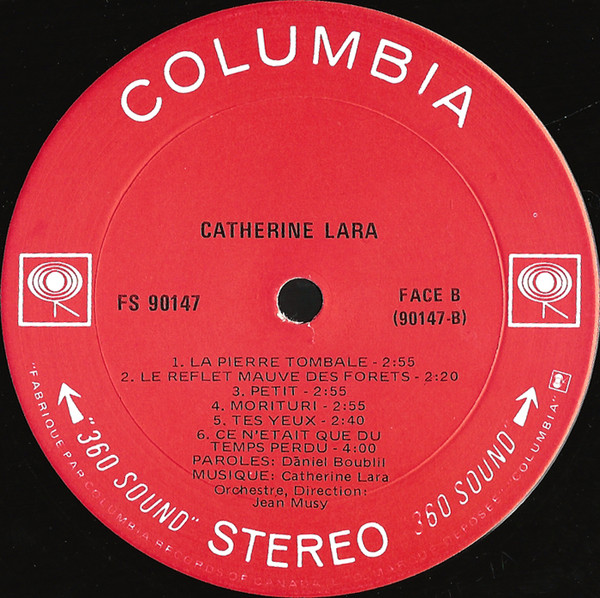 COLUMBIA
CATHERINE LARA
FS 90147
FACE B
(90147-B)
1. LA PIERRE TOMBALE - 2:55
2. LE REFLET MAUVE DES FORETS - 2:20
3. PETIT - 2:55
4. MORITURI - 2:55
5. TES YEUX - 2:40
6. CE N'ETAIT QUE DU
TEMPS PERDU - 4:00
PAROLES: Daniel Boublil
MUSIQUE: Catherine Lara
Orchestre, Direction:
Jean Musy
"360 SOUND"
STEREO
"360 SOUND"
"FABRIQUE PAR COLUMBIA RECORDS OF CANADA
DEPOSEE "COLUMBIA"